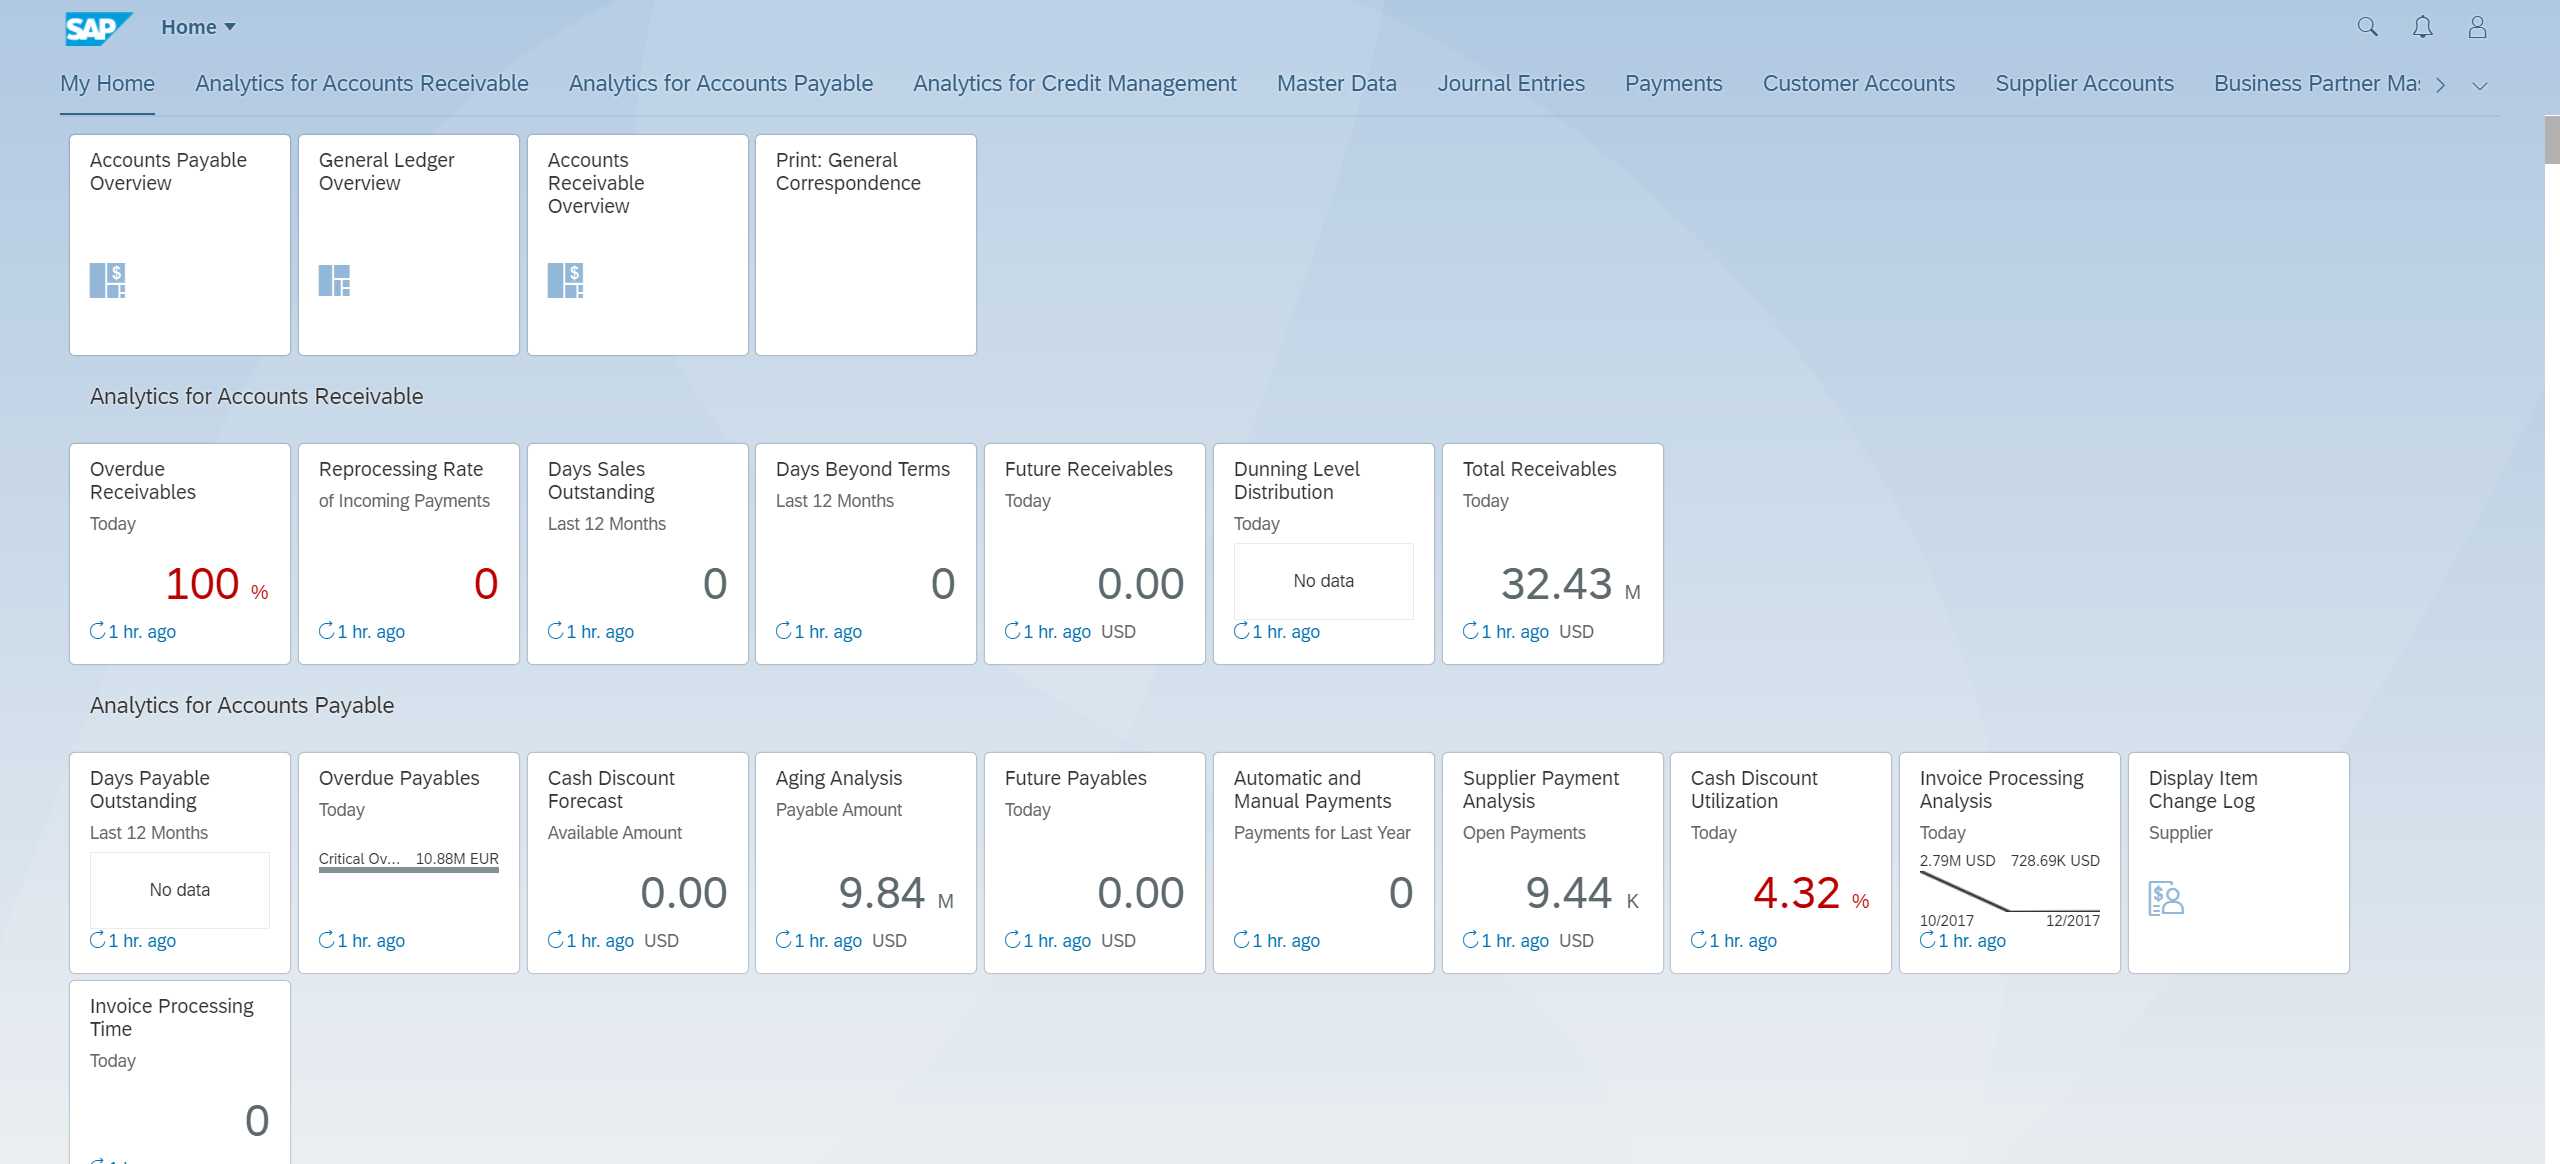 SAP Home
My Home Analytics for Accounts Receivable Analytics for Accounts Payable Analytics for Credit Management Master Data Journal Entries Payments Customer Accounts Supplier Accounts Business Partner Mas
Accounts Payable
Overview
General Ledger
Overview
Accounts
Receivable
Overview
Print: General
Correspondence
Analytics for Accounts Receivable
Overdue
Receivables
Today
100 %
1 hr. ago
Reprocessing Rate
of Incoming Payments
0
1 hr. ago
Days Sales
Outstanding
Last 12 Months
0
1 hr. ago
Days Beyond Terms
Last 12 Months
0
1 hr. ago
Future Receivables
Today
0.00
1 hr. ago USD
Dunning Level
Distribution
Today
No data
1 hr. ago
Total Receivables
Today
32.43 M
1 hr. ago USD
Analytics for Accounts Payable
Days Payable
Outstanding
Last 12 Months
No data
1 hr. ago
Overdue Payables
Today
Critical Ov... 10.88M EUR
1 hr. ago
Cash Discount
Forecast
Available Amount
0.00
1 hr. ago USD
Aging Analysis
Payable Amount
9.84 M
1 hr. ago USD
Future Payables
Today
0.00
1 hr. ago USD
Automatic and
Manual Payments
Payments for Last Year
0
1 hr. ago
Supplier Payment
Analysis
Open Payments
9.44 K
1 hr. ago USD
Cash Discount
Utilization
Today
4.32 %
1 hr. ago
Invoice Processing
Analysis
Today
2.79M USD 728.69K USD
10/2017 12/2017
1 hr. ago
Display Item
Change Log
Supplier
Invoice Processing
Time
Today
0